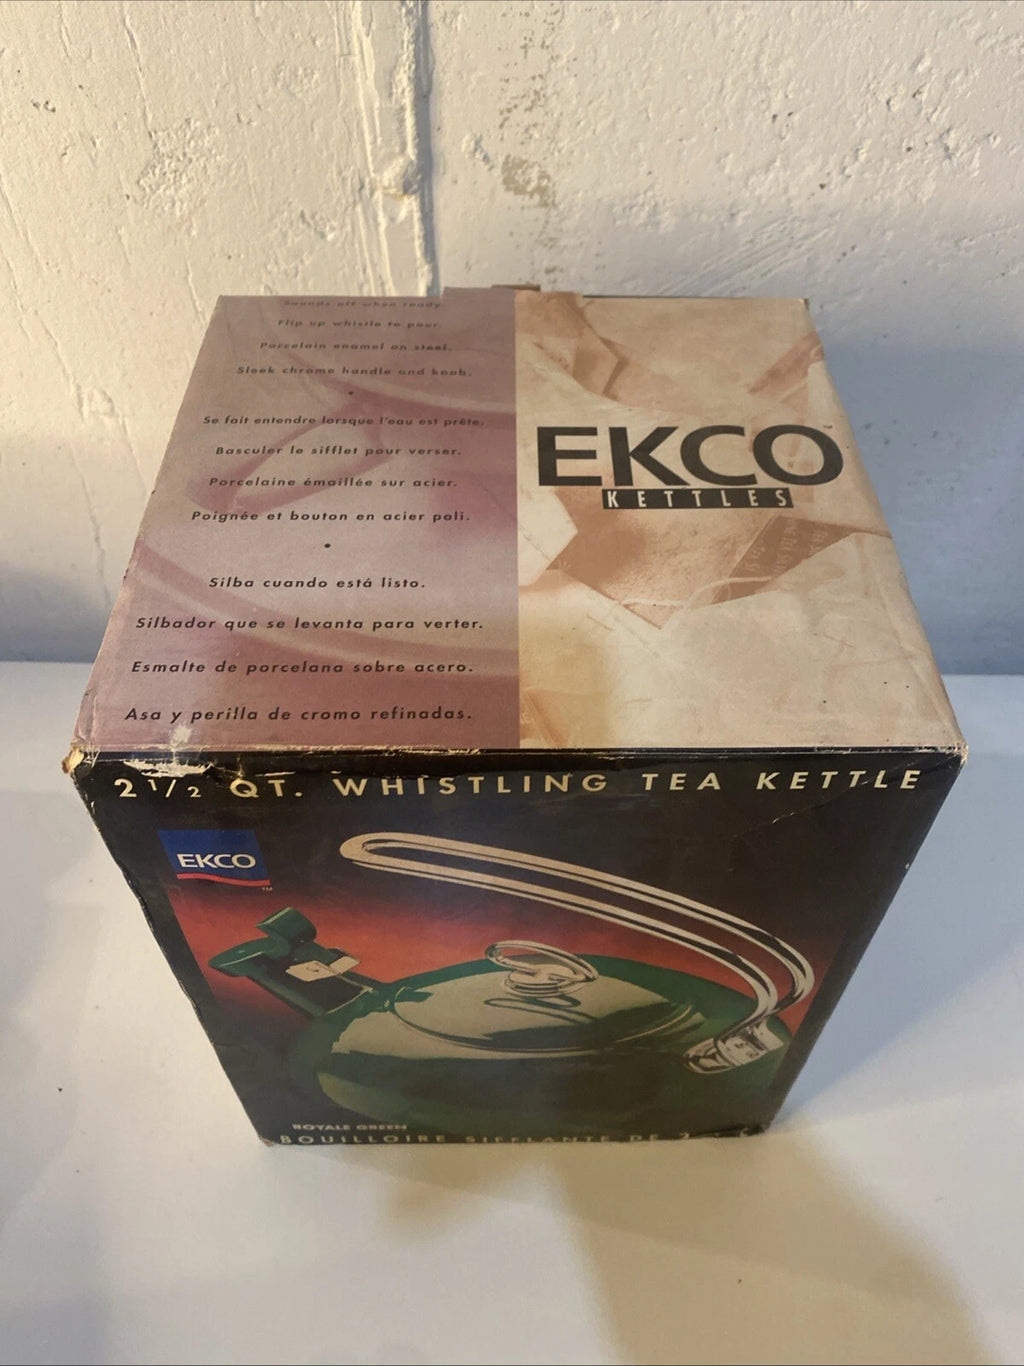 Sounds off when ready.
Flip up whistle to pour.
Porcelain enamel on steel.
Sleek chrome handle and knob.
•
Se fait entendre lorsque l'eau est prête.
Basculer le sifflet pour verser.
Porcelaine émaillée sur acier.
Poignée et bouton en acier poli.
•
Silba cuando está listo.
Silbador que se levanta para verter.
Esmalte de porcelana sobre acero.
Asa y perilla de cromo refinadas.
EKCO™
KETTLES
2 1/2 QT. WHISTLING TEA KETTLE
EKCO
™
ROYALE GREEN
BOUILLOIRE SIFFLANTE DE 2